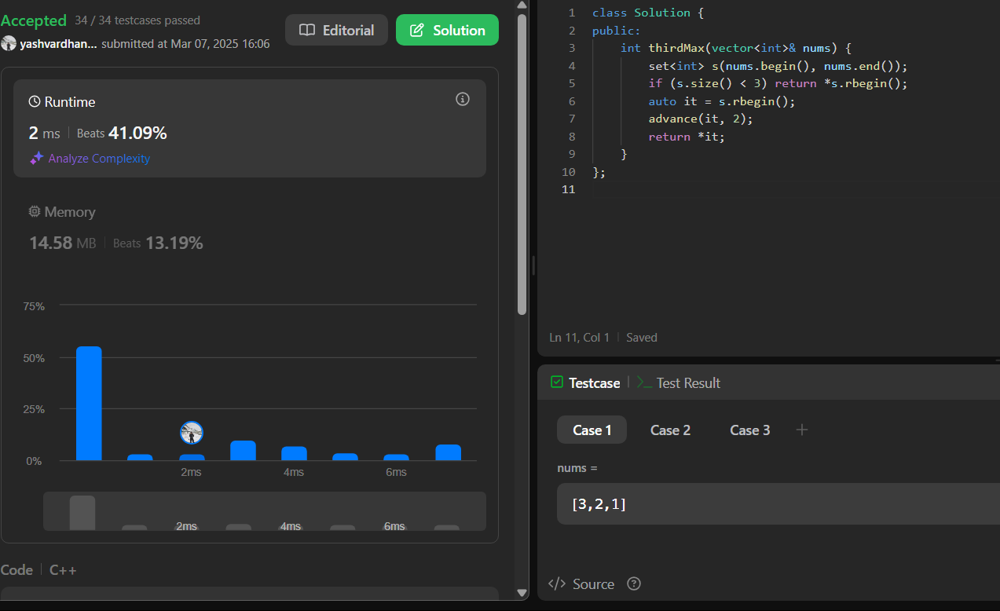 Accepted 34 / 34 testcases passed
yashvardhan... submitted at Mar 07, 2025 16:06
Editorial
Solution
Runtime
2 ms | Beats 41.09%
Analyze Complexity
Memory
14.58 MB | Beats 13.19%
75%
50%
25%
0%
2ms 4ms 6ms
2ms 4ms 6ms
Code | C++
1 class Solution {
2 public:
3     int thirdMax(vector<int>& nums) {
4         set<int> s(nums.begin(), nums.end());
5         if (s.size() < 3) return *s.rbegin();
6         auto it = s.rbegin();
7         advance(it, 2);
8         return *it;
9     }
10 };
11
Ln 11, Col 1 | Saved
Testcase | >_ Test Result
Case 1 Case 2 Case 3 +
nums =
[3,2,1]
</> Source ?